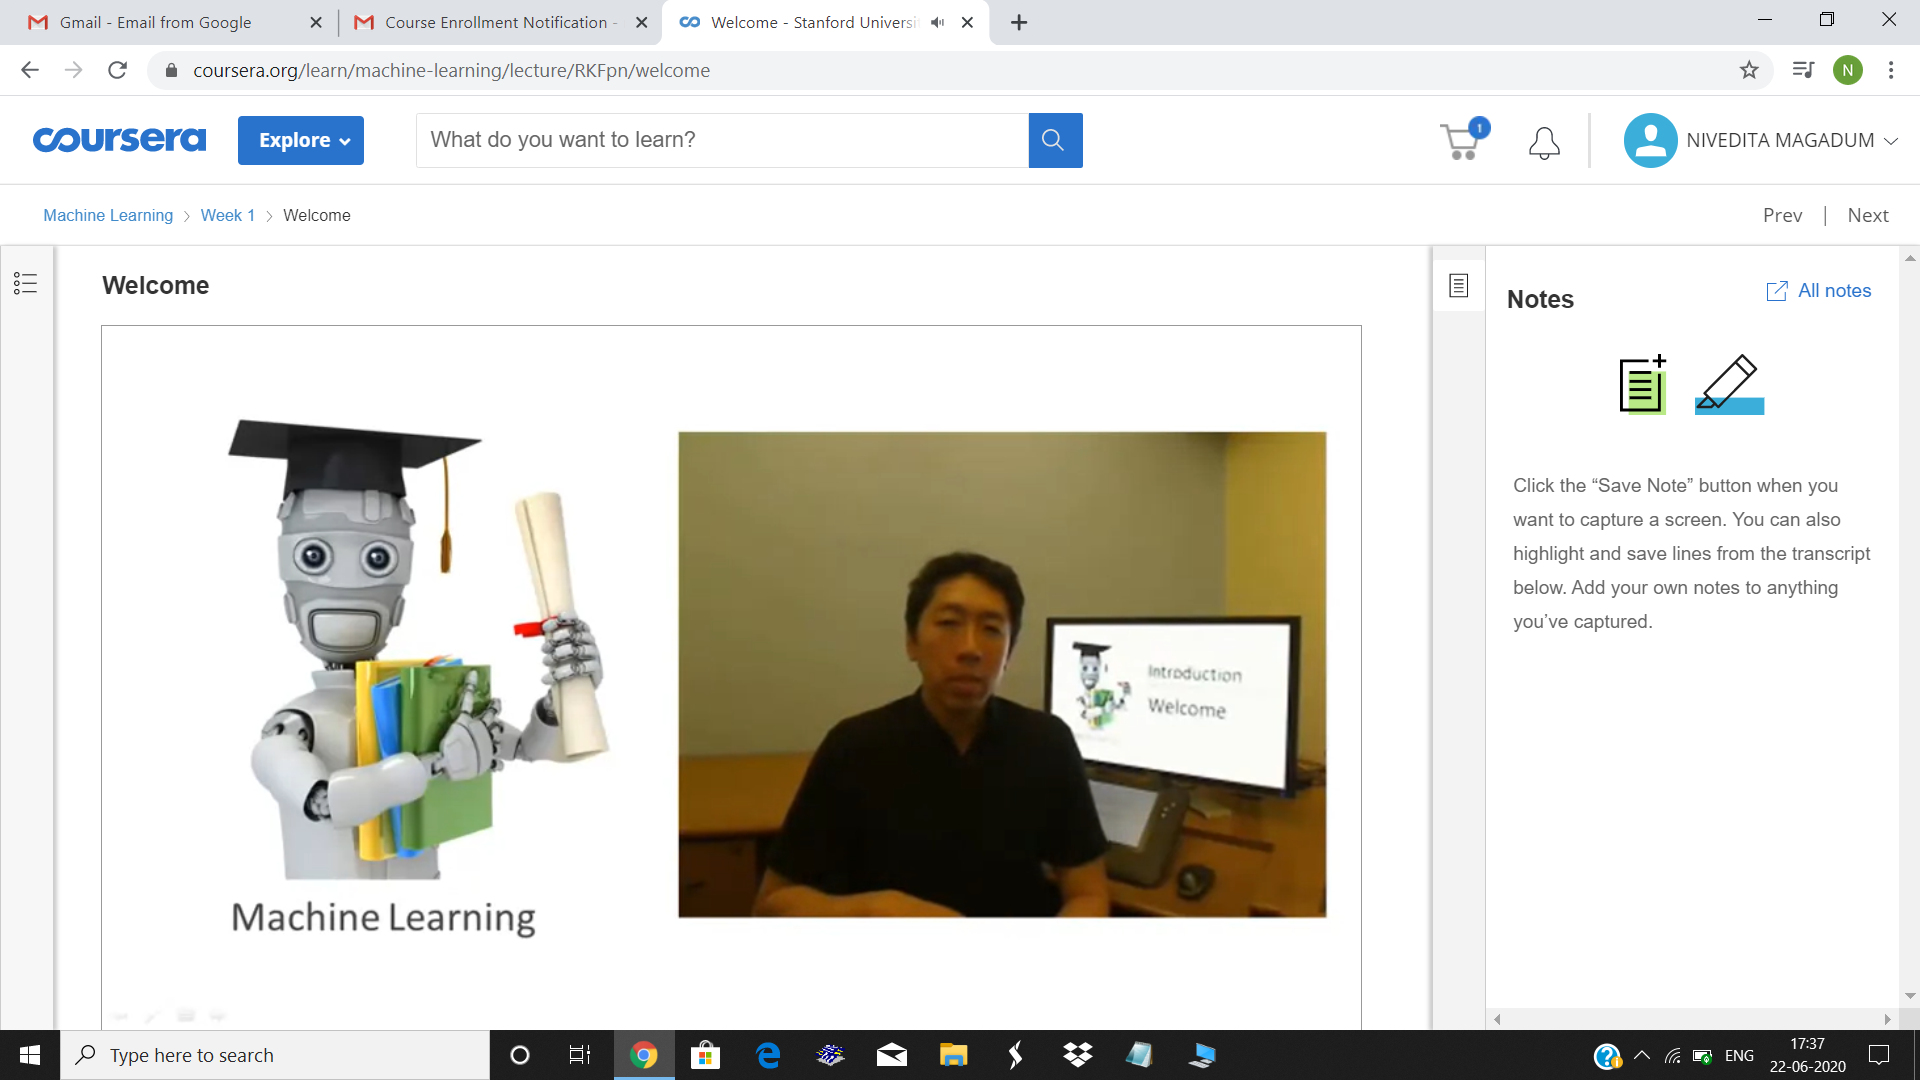 Gmail - Email from Google
Course Enrollment Notification -
Welcome - Stanford Universi
coursera.org/learn/machine-learning/lecture/RKFpn/welcome
N
coursera
Explore
What do you want to learn?
1
NIVEDITA MAGADUM
Machine Learning
Week 1
Welcome
Prev | Next
Welcome
Introduction
Welcome
Machine Learning
Notes
All notes
Click the “Save Note” button when you
want to capture a screen. You can also
highlight and save lines from the transcript
below. Add your own notes to anything
you’ve captured.
Type here to search
ENG
17:37
22-06-2020